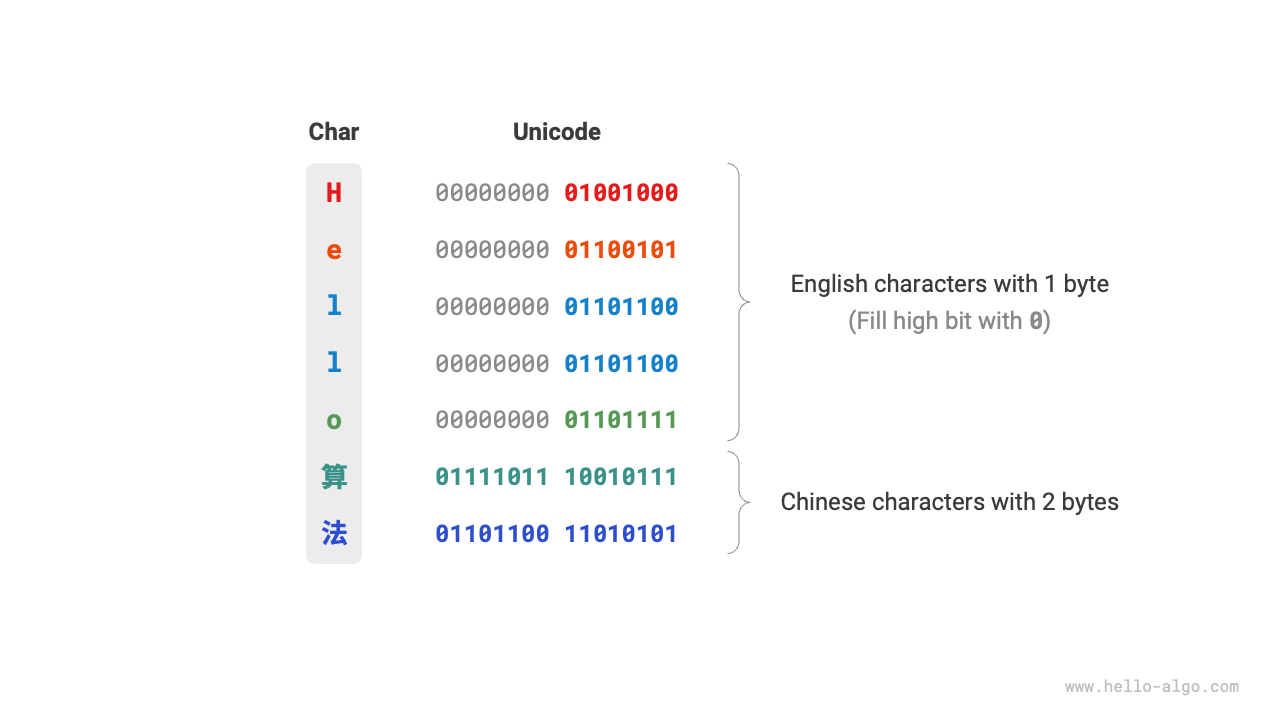 Char Unicode
H 00000000 01001000
e 00000000 01100101
l 00000000 01101100
l 00000000 01101100
o 00000000 01101111
算 01111011 10010111
法 01101100 11010101
English characters with 1 byte
(Fill high bit with 0)
Chinese characters with 2 bytes
www.hello-algo.com